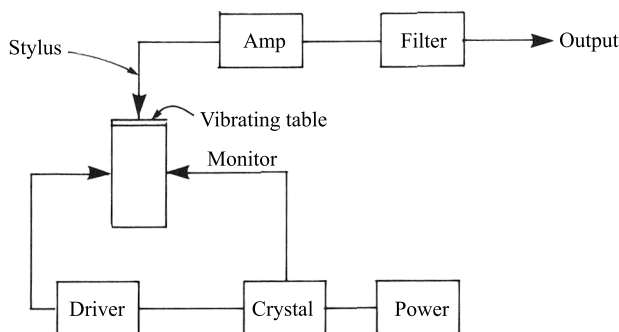 Amp
Filter
Output
Stylus
Vibrating table
Monitor
Driver
Crystal
Power